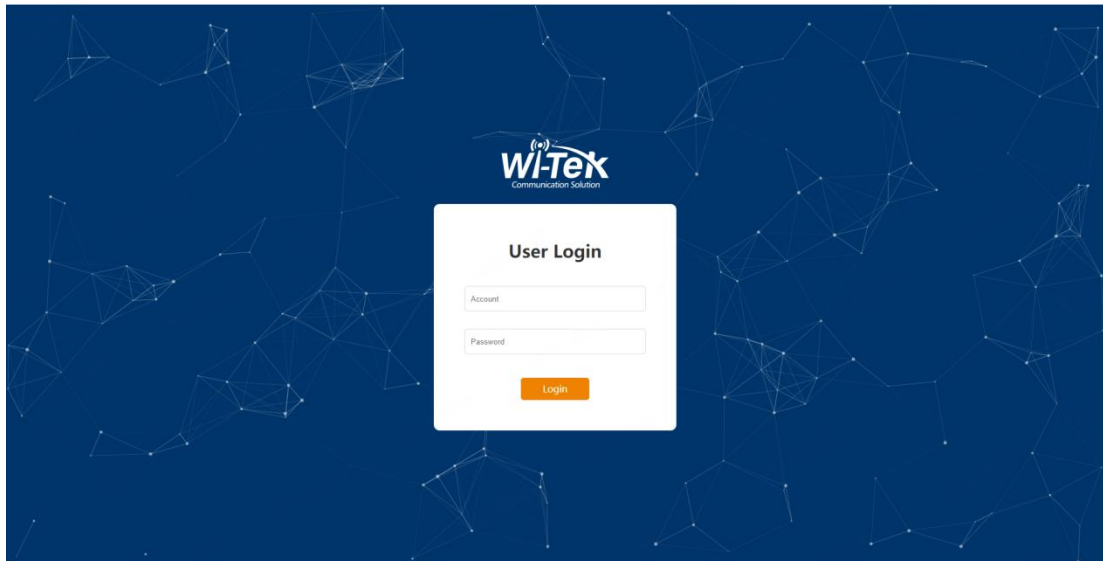 Wi-Tek
Communication Solution
User Login
Account
Password
Login